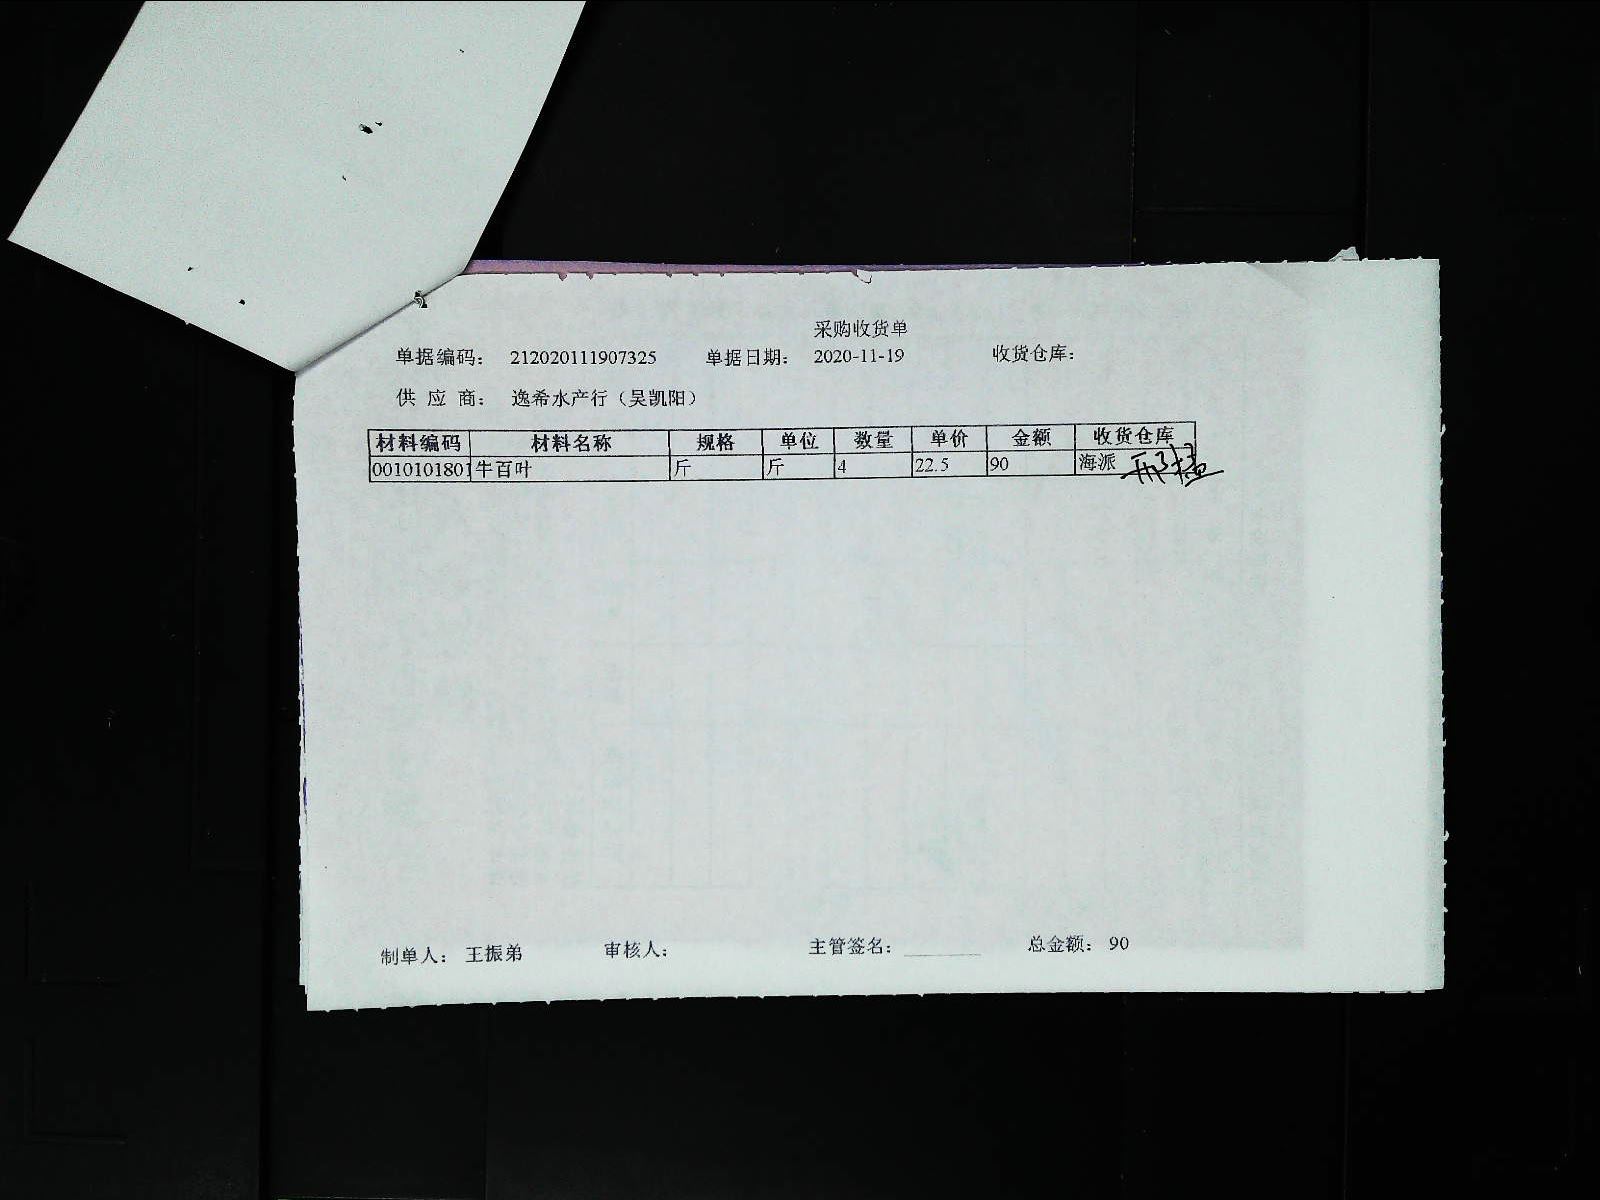 采购收货单
单据编码： 212020111907325 单据日期： 2020-11-19 收货仓库：
供 应 商： 逸希水产行（吴凯阳）
材料编码 材料名称 规格 单位 数量 单价 金额 收货仓库
0010101801 牛百叶 斤 斤 4 22.5 90 海派
制单人： 王振弟 审核人： 主管签名： 总金额： 90